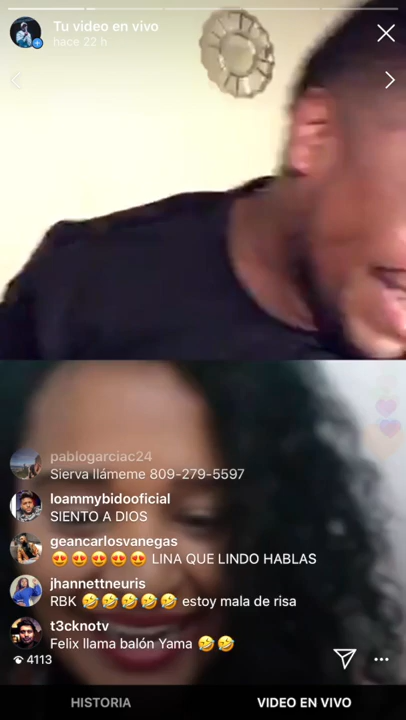 Tu video en vivo
hace 22 h
pablogarciac24
Sierva llámeme 809-279-5597
loammybidooficial
SIENTO A DIOS
geancarlosvanegas
😍😍😍😍😍 LINA QUE LINDO HABLAS
jhannettneuris
RBK 🤣🤣🤣🤣🤣 estoy mala de risa
t3cknotv
Felix llama balón Yama 🤣🤣
4113
HISTORIA
VIDEO EN VIVO